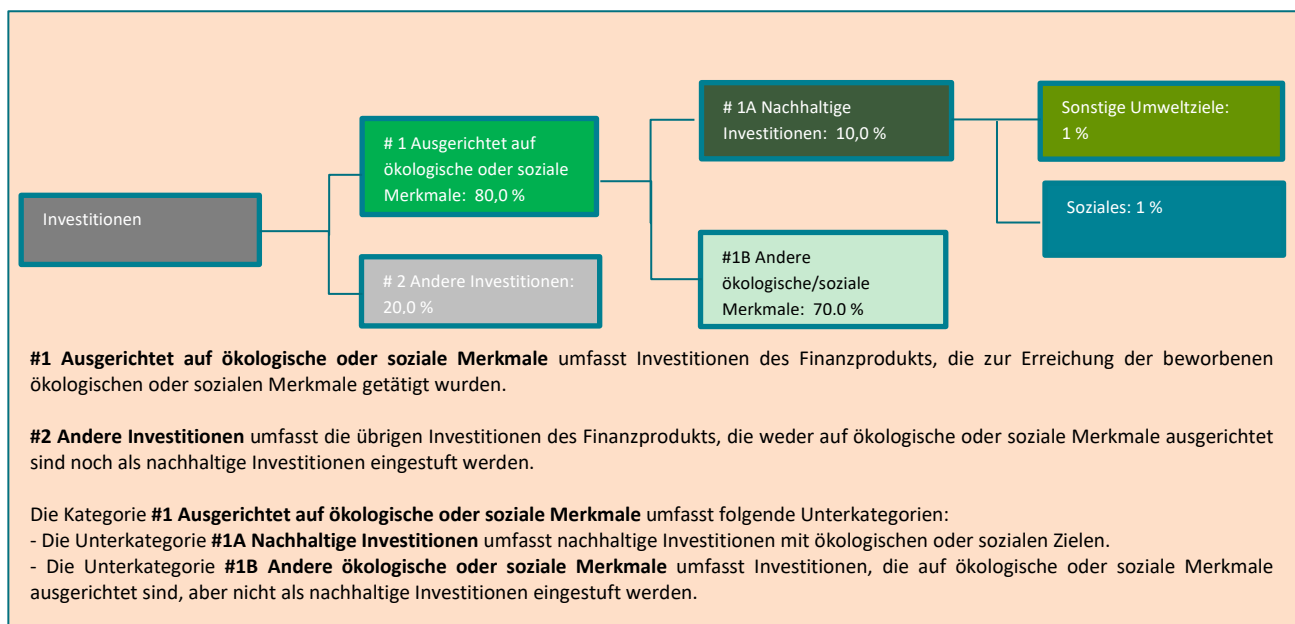 Investitionen
# 1 Ausgerichtet auf
ökologische oder soziale
Merkmale: 80,0 %
# 2 Andere Investitionen:
20,0 %
# 1A Nachhaltige
Investitionen: 10,0 %
#1B Andere
ökologische/soziale
Merkmale: 70.0 %
Sonstige Umweltziele:
1 %
Soziales: 1 %
#1 Ausgerichtet auf ökologische oder soziale Merkmale umfasst Investitionen des Finanzprodukts, die zur Erreichung der beworbenen
ökologischen oder sozialen Merkmale getätigt wurden.
#2 Andere Investitionen umfasst die übrigen Investitionen des Finanzprodukts, die weder auf ökologische oder soziale Merkmale ausgerichtet
sind noch als nachhaltige Investitionen eingestuft werden.
Die Kategorie #1 Ausgerichtet auf ökologische oder soziale Merkmale umfasst folgende Unterkategorien:
- Die Unterkategorie #1A Nachhaltige Investitionen umfasst nachhaltige Investitionen mit ökologischen oder sozialen Zielen.
- Die Unterkategorie #1B Andere ökologische oder soziale Merkmale umfasst Investitionen, die auf ökologische oder soziale Merkmale
ausgerichtet sind, aber nicht als nachhaltige Investitionen eingestuft werden.